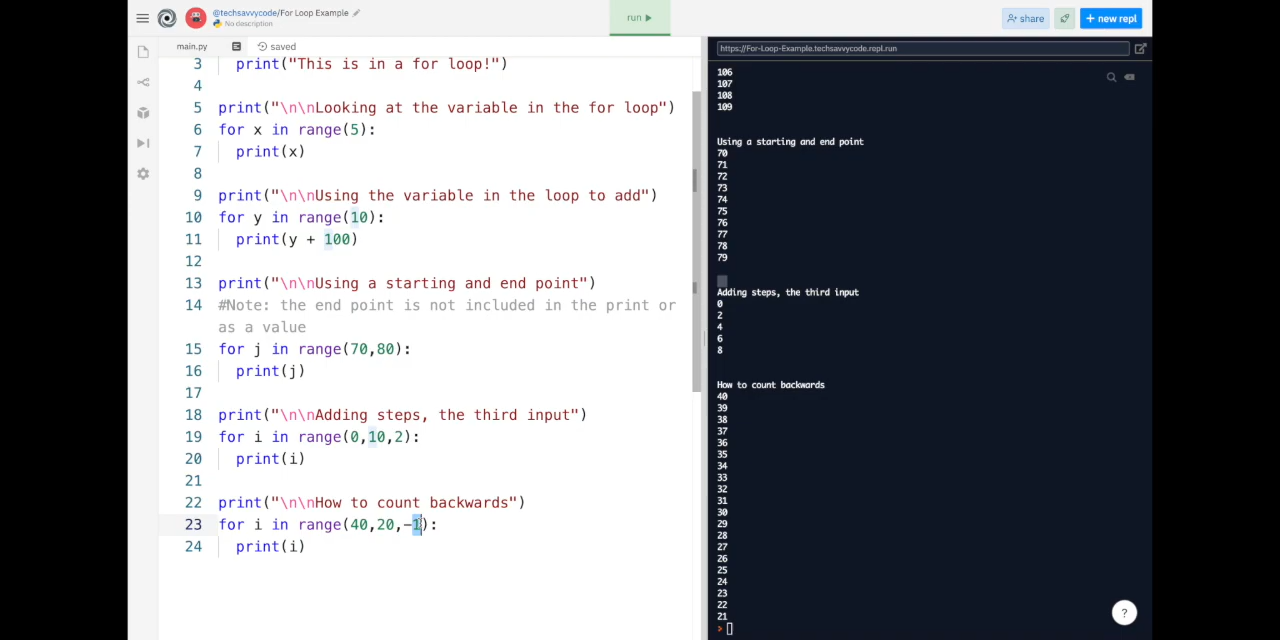 @techsavvycode/For Loop Example
No description
run
share
+ new repl
main.py
saved
https://For-Loop-Example.techsavvycode.repl.run
3 print("This is in a for loop!")
4
5 print("\n\nLooking at the variable in the for loop")
6 for x in range(5):
7 print(x)
8
9 print("\n\nUsing the variable in the loop to add")
10 for y in range(10):
11 print(y + 100)
12
13 print("\n\nUsing a starting and end point")
14 #Note: the end point is not included in the print or
as a value
15 for j in range(70,80):
16 print(j)
17
18 print("\n\nAdding steps, the third input")
19 for i in range(0,10,2):
20 print(i)
21
22 print("\n\nHow to count backwards")
23 for i in range(40,20,-1):
24 print(i)
106
107
108
109
Using a starting and end point
70
71
72
73
74
75
76
77
78
79
Adding steps, the third input
0
2
4
6
8
How to count backwards
40
39
38
37
36
35
34
33
32
31
30
29
28
27
26
25
24
23
22
21
>
?